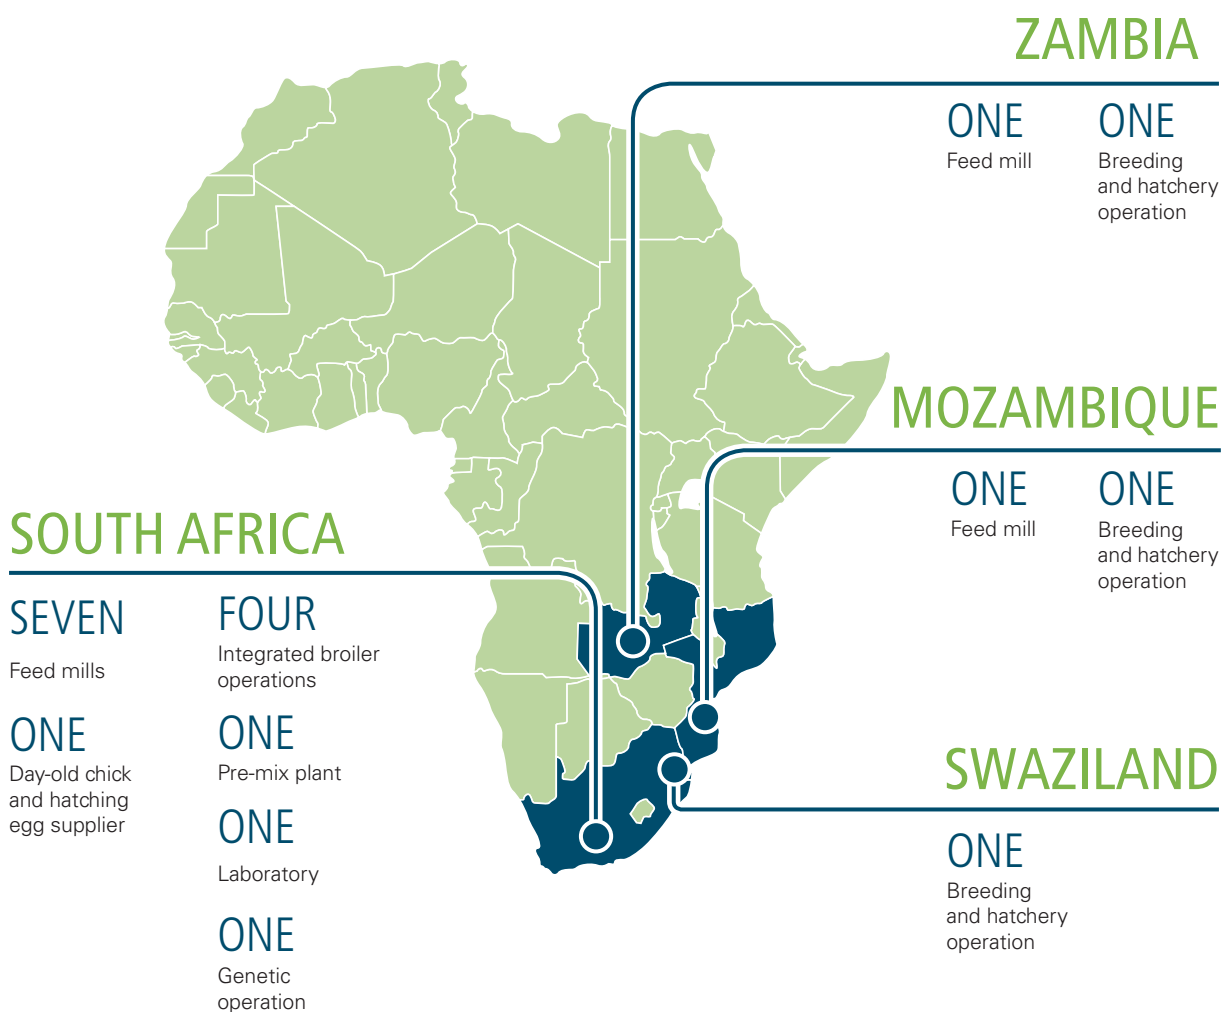 ZAMBIA
ONE
Feed mill
ONE
Breeding
and hatchery
operation
MOZAMBIQUE
ONE
Feed mill
ONE
Breeding
and hatchery
operation
SOUTH AFRICA
SEVEN
Feed mills
ONE
Day-old chick
and hatching
egg supplier
FOUR
Integrated broiler
operations
ONE
Pre-mix plant
ONE
Laboratory
ONE
Genetic
operation
SWAZILAND
ONE
Breeding
and hatchery
operation